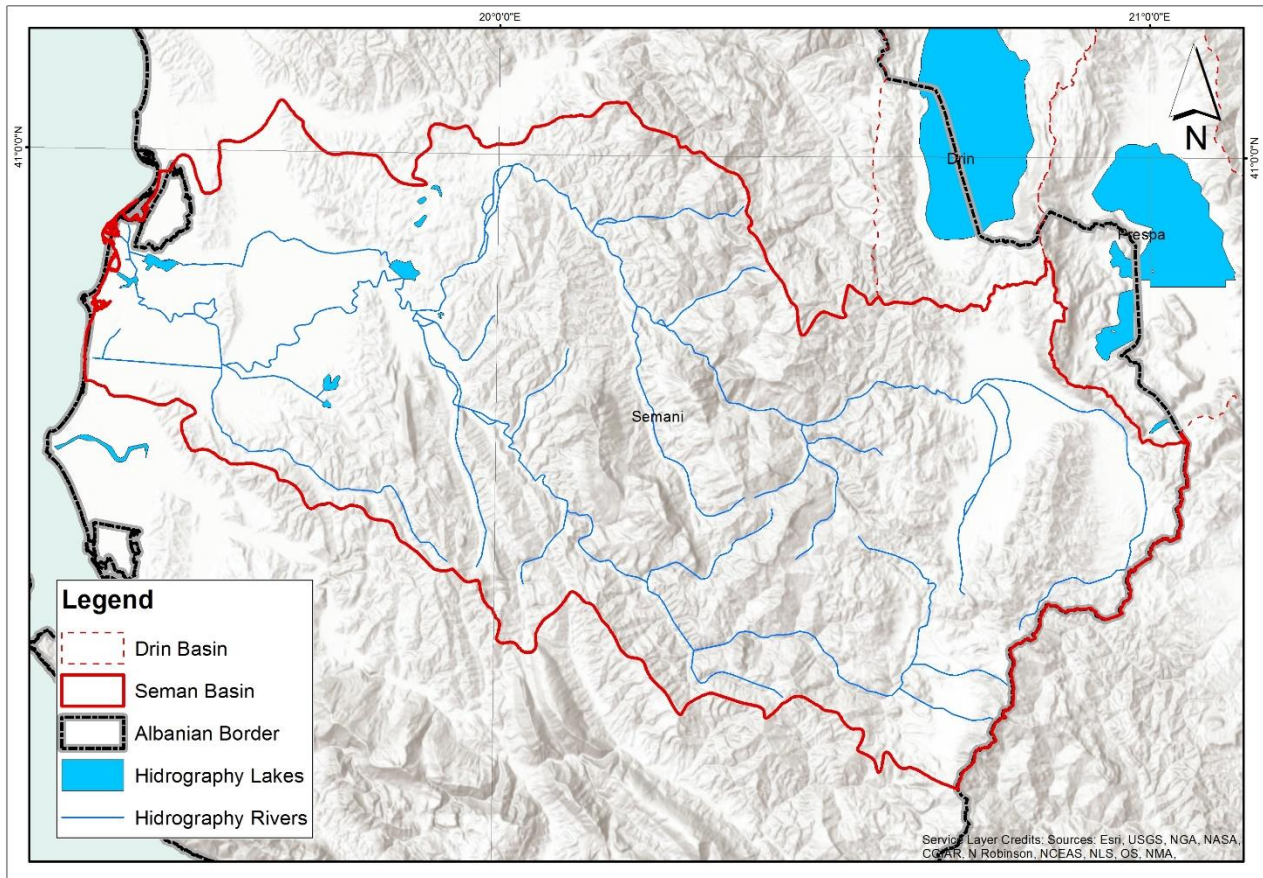 20°0'0"E
21°0'0"E
41°0'0"N
41°0'0"N
N
Drin
Prespa
Semani
Legend
Drin Basin
Seman Basin
Albanian Border
Hidrography Lakes
Hidrography Rivers
Service Layer Credits: Sources: Esri, USGS, NGA, NASA,
CGIAR, N Robinson, NCEAS, NLS, OS, NMA,